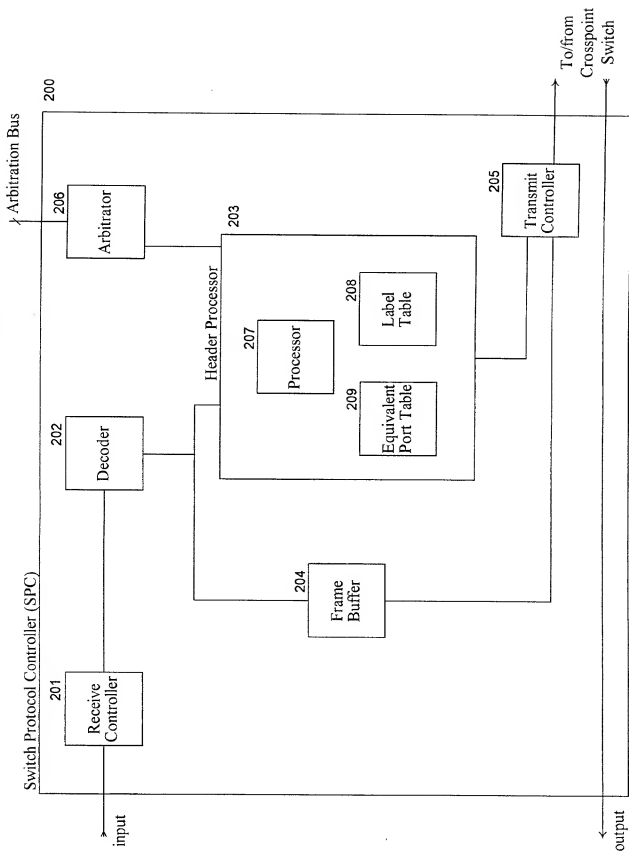 Arbitration Bus
200
Switch Protocol Controller (SPC)
201
Receive
Controller
input
202
Decoder
206
Arbitrator
203
Header Processor
207
Processor
208
Label
Table
209
Equivalent
Port Table
204
Frame
Buffer
205
Transmit
Controller
To/from
Crosspoint
Switch
output